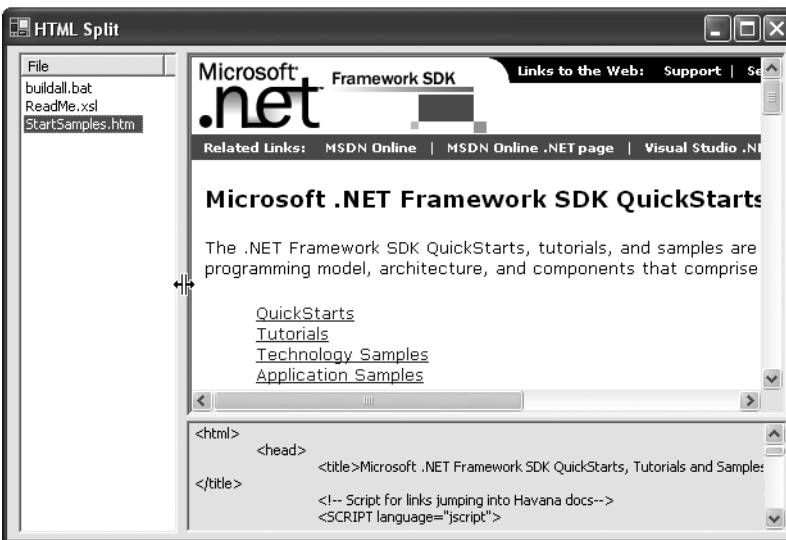 HTML Split
File
buildall.bat
ReadMe.xsl
StartSamples.htm
Microsoft
.net
Framework SDK
Links to the Web: Support | Se
Related Links: MSDN Online | MSDN Online .NET page | Visual Studio .NE
Microsoft .NET Framework SDK QuickStarts
The .NET Framework SDK QuickStarts, tutorials, and samples are
programming model, architecture, and components that comprise
QuickStarts
Tutorials
Technology Samples
Application Samples
<html>
<head>
<title>Microsoft .NET Framework SDK QuickStarts, Tutorials and Samples
</title>
<!-- Script for links jumping into Havana docs-->
<SCRIPT language="jscript">